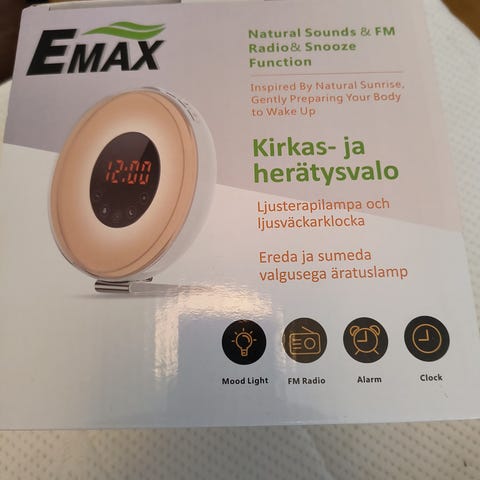 EMAX
Natural Sounds & FM
Radio& Snooze
Function
Inspired By Natural Sunrise,
Gently Preparing Your Body
to Wake Up
Kirkas- ja
herätysvalo
Ljusterapilampa och
ljusväckarklocka
Ereda ja sumeda
valgusega äratuslamp
12:00
Mood Light
FM Radio
Alarm
Clock